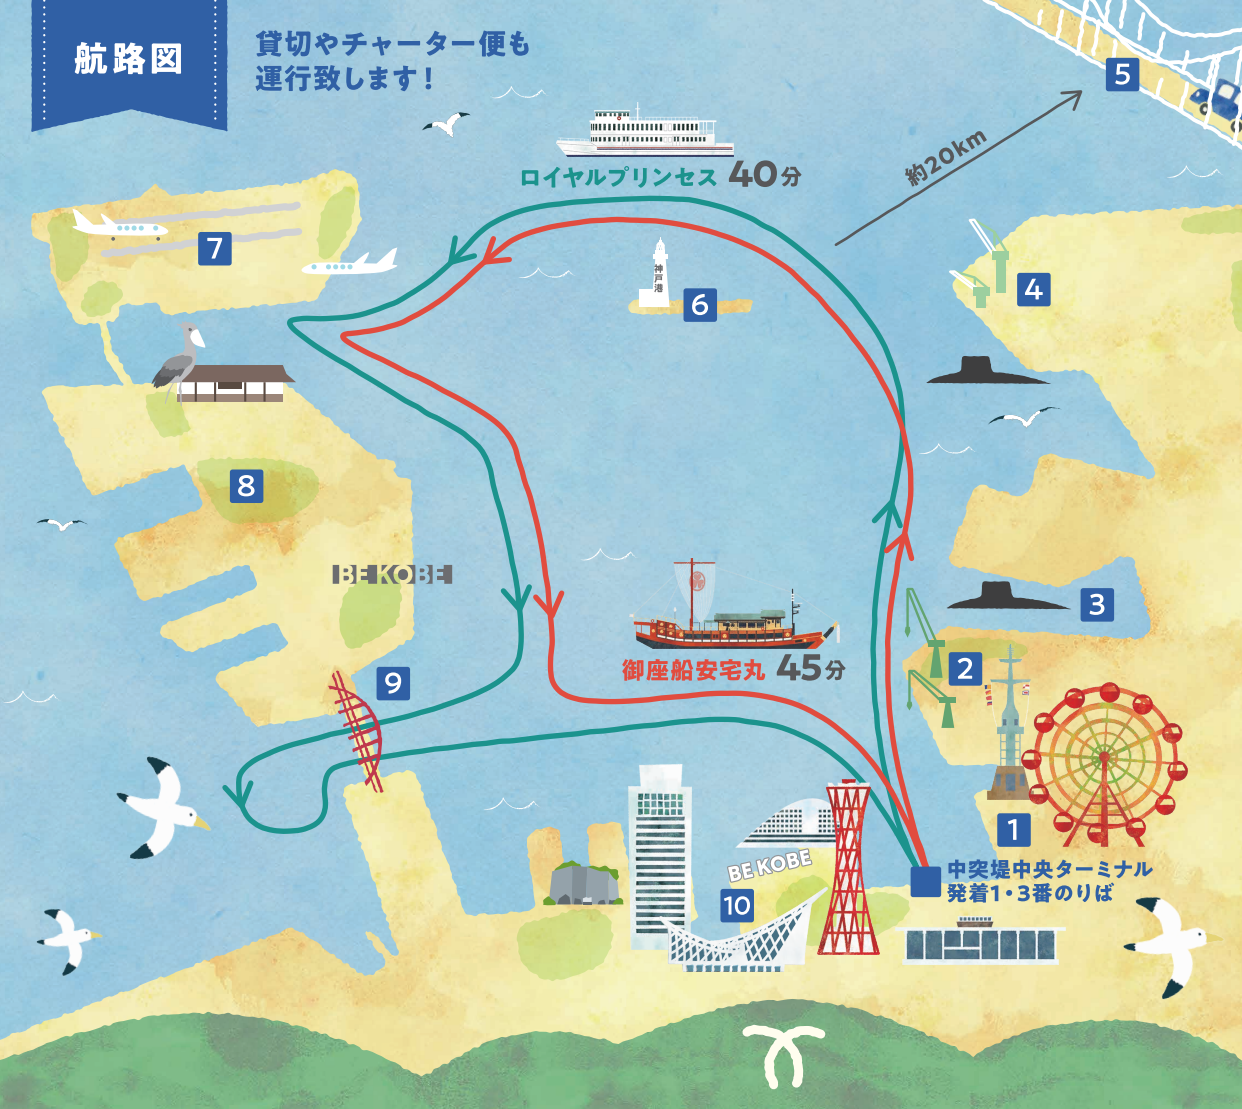 航路図
貸切やチャーター便も
運行致します!
5
約20km
ロイヤルプリンセス 40分
7
神戸港
6
4
8
BE KOBE
3
御座船安宅丸 45分
2
9
1
中突堤中央ターミナル
発着1・3番のりば
BE KOBE
10